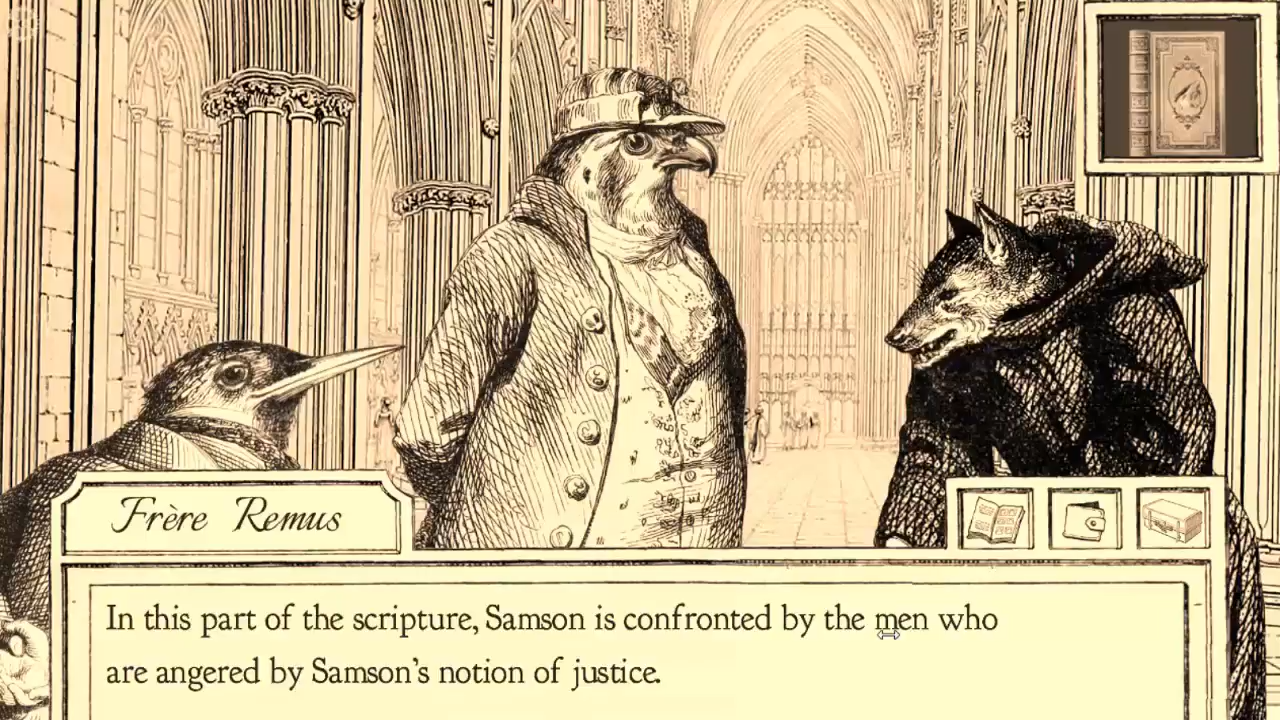 Frère Remus
In this part of the scripture, Samson is confronted by the men who
are angered by Samson's notion of justice.